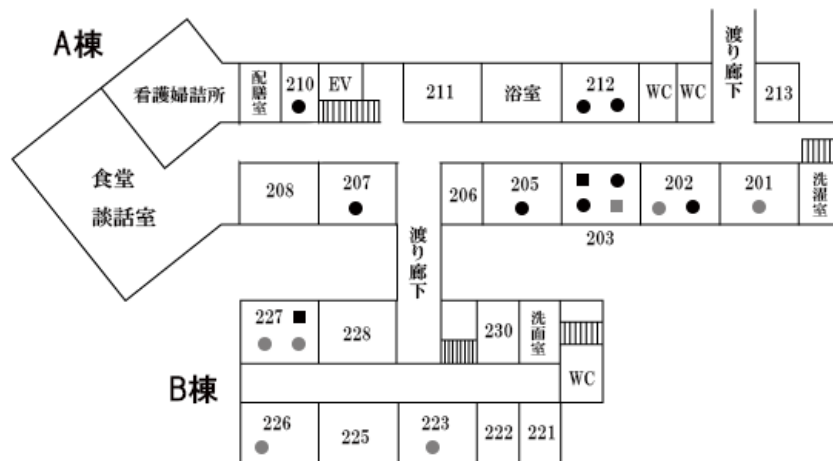 A棟
看護婦詰所
配膳室
210
EV
211
浴室
212
WC
WC
渡り廊下
213
食堂
談話室
208
207
206
205
203
202
201
洗濯室
渡り廊下
227
228
230
洗面室
WC
B棟
226
225
223
222
221